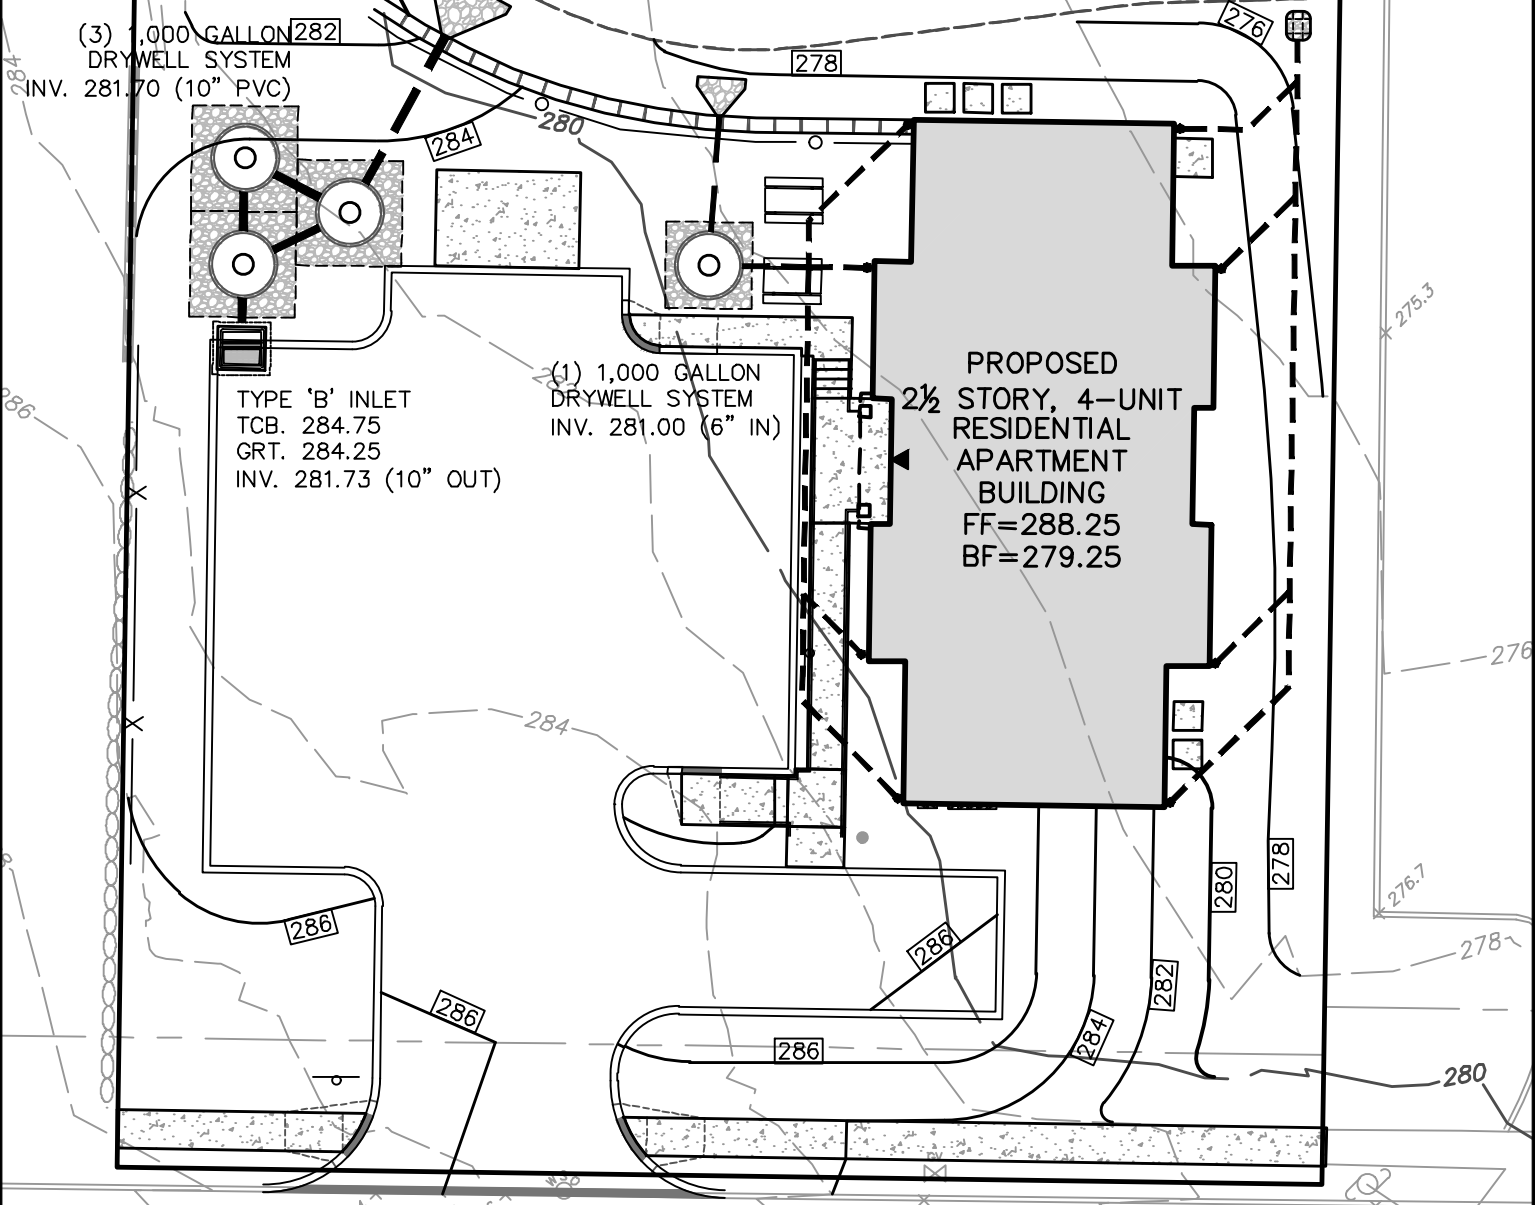 (3) 1,000 GALLON
DRYWELL SYSTEM
INV. 281.70 (10" PVC)
282
284
278
276
280
284
275.3
286
(1) 1,000 GALLON
DRYWELL SYSTEM
INV. 281.00 (6" IN)
TYPE 'B' INLET
TCB. 284.75
GRT. 284.25
INV. 281.73 (10" OUT)
PROPOSED
2½ STORY, 4-UNIT
RESIDENTIAL
APARTMENT
BUILDING
FF=288.25
BF=279.25
276
284
278
280
276.7
286
286
278
286
282
284
286
280
GV